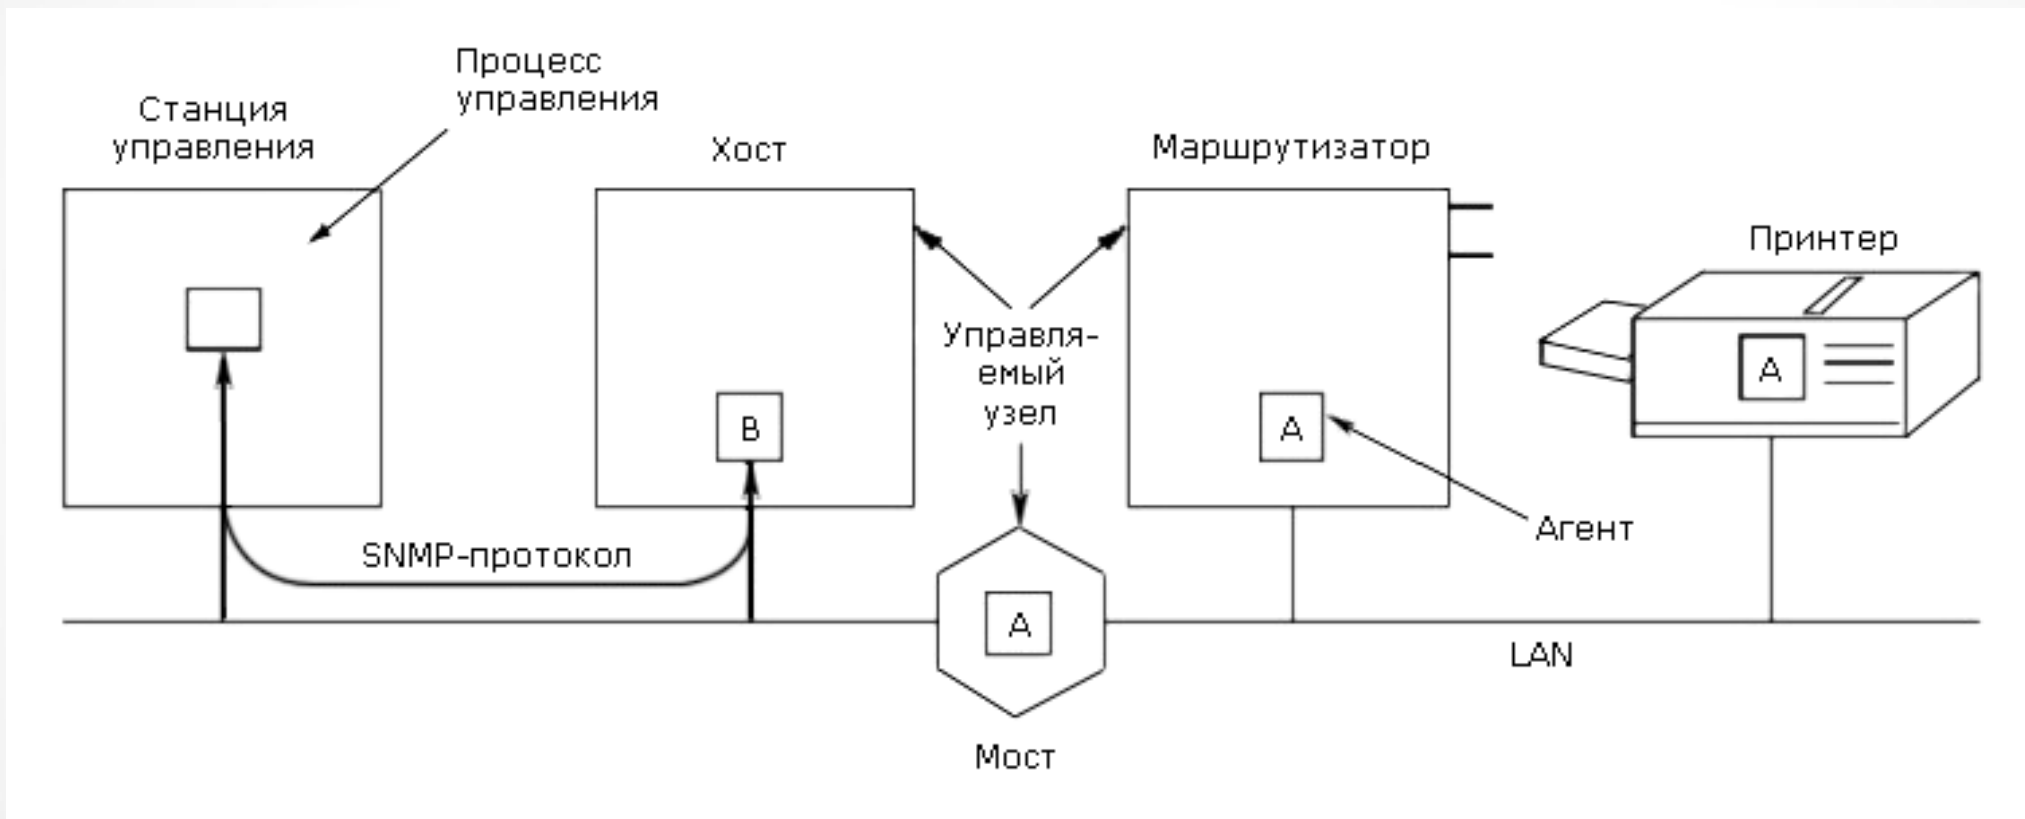 Процесс
управления
Станция
управления
Хост
Маршрутизатор
Принтер
Управля-
емый
узел
A
B
A
Агент
SNMP-протокол
A
LAN
Мост